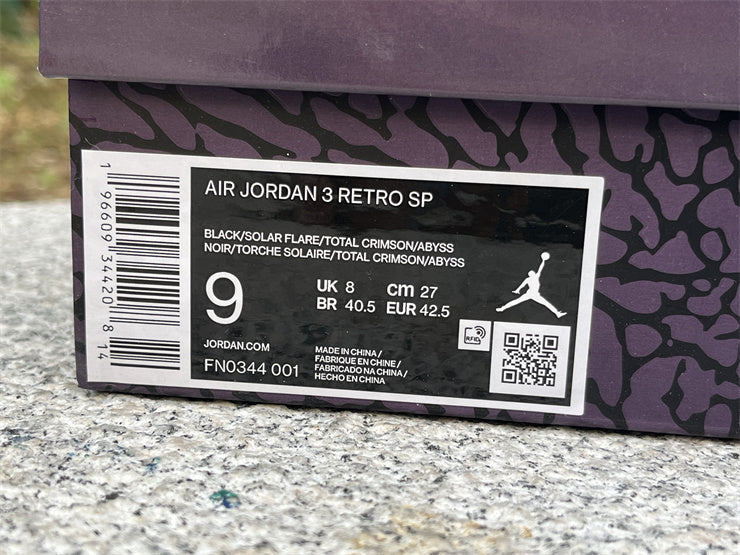 AIR JORDAN 3 RETRO SP
BLACK/SOLAR FLARE/TOTAL CRIMSON/ABYSS
NOIR/TORCHE SOLAIRE/TOTAL CRIMSON/ABYSS
9
UK 8 cm 27
BR 40.5 EUR 42.5
JORDAN.COM
FN0344 001
MADE IN CHINA /
FABRIQUE EN CHINE /
FABRICADO NA CHINA /
HECHO EN CHINA
RFID
1 96609 34420 8 14